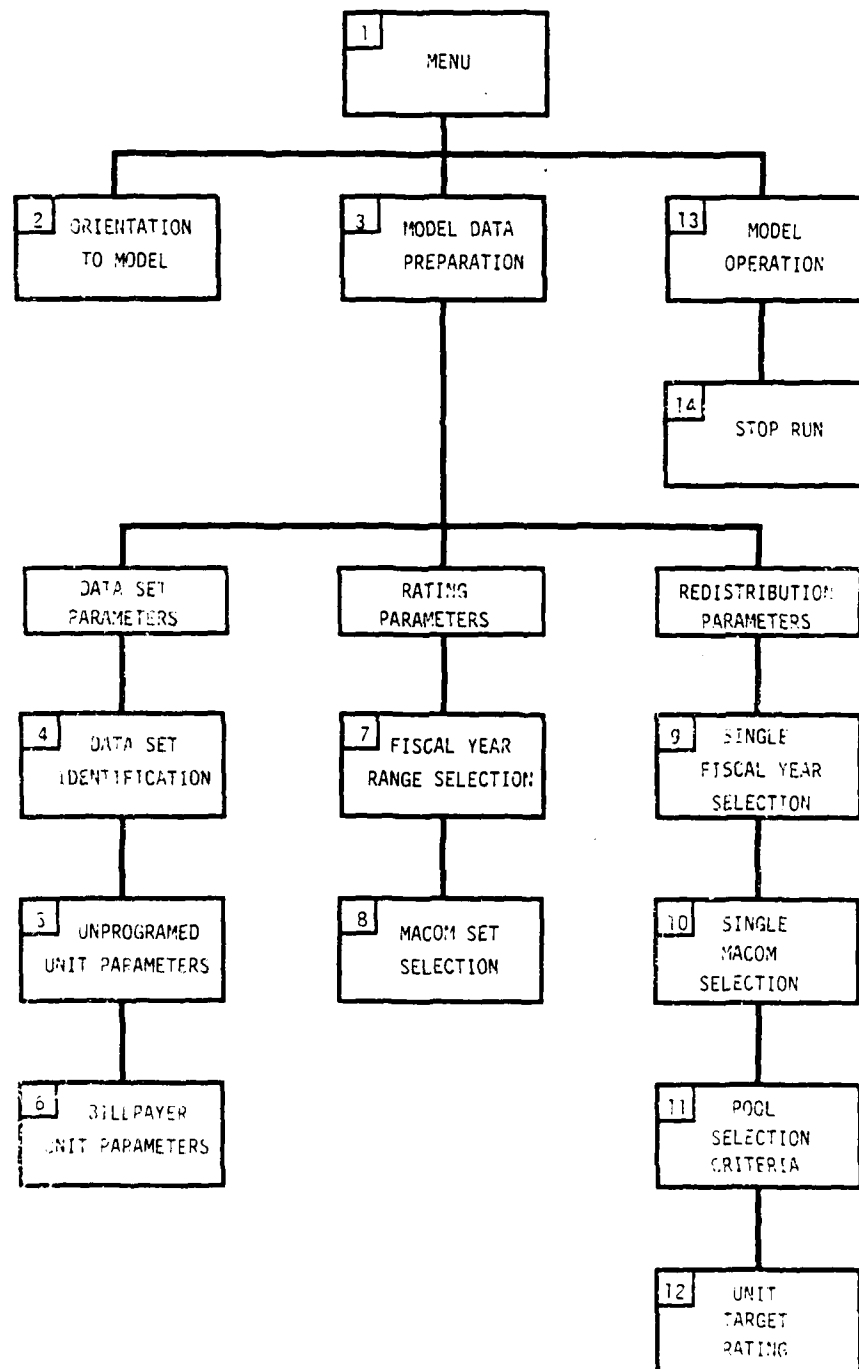 1
MENU
2
ORIENTATION
TO MODEL
3
MODEL DATA
PREPARATION
13
MODEL
OPERATION
14
STOP RUN
DATA SET
PARAMETERS
RATING
PARAMETERS
REDISTRIBUTION
PARAMETERS
4
DATA SET
IDENTIFICATION
7
FISCAL YEAR
RANGE SELECTION
9
SINGLE
FISCAL YEAR
SELECTION
5
UNPROGRAMED
UNIT PARAMETERS
8
MACOM SET
SELECTION
10
SINGLE
MACOM
SELECTION
6
BILLPAYER
UNIT PARAMETERS
11
POOL
SELECTION
CRITERIA
12
UNIT
TARGET
RATING